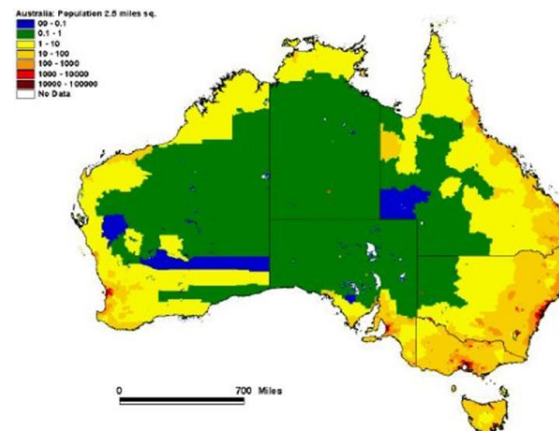 Australia: Population 2.5 miles sq.
00 - 0.1
0.1 - 1
1 - 10
10 - 100
100 - 1000
1000 - 10000
10000 - 100000
No Data
0 700 Miles